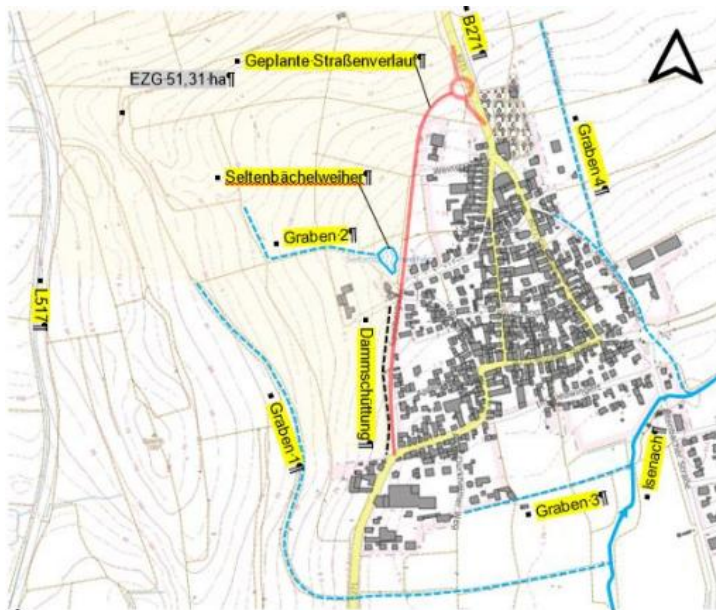 B271¶
Geplante Straßenverlauf¶
EZG 51,31 ha¶
Graben 4¶
Seltenbächelweiher¶
Graben 2¶
L517¶
Dammschüttung¶
Graben 1¶
Isenach¶
Graben 3¶